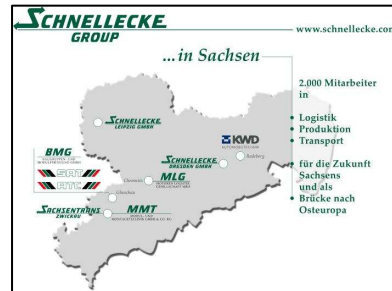 SCHNELLECKE
GROUP
www.schnellecke.com
...in Sachsen
2.000 Mitarbeiter
in
• Logistik
• Produktion
• Transport
• für die Zukunft
Sachsens
und als
• Brücke nach
Osteuropa
SCHNELLECKE
LEIPZIG GMBH
KWD
Radeberg
SCHNELLECKE
DRESDEN GMBH
BMG
SAT
ATC
Chemnitz
MLG
Glauchau
SACHSENTRANS
ZWICKAU
MMT